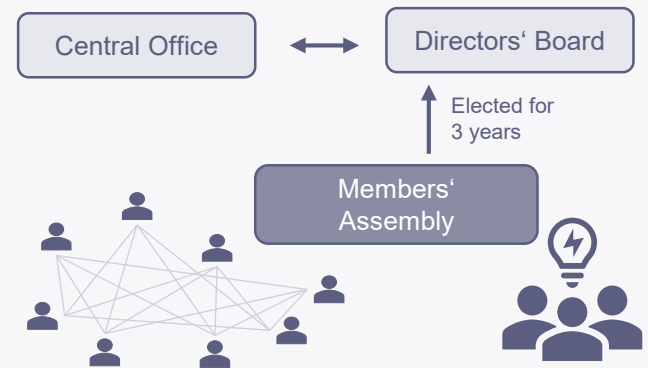 Central Office
Directors‘ Board
Elected for
3 years
Members‘
Assembly